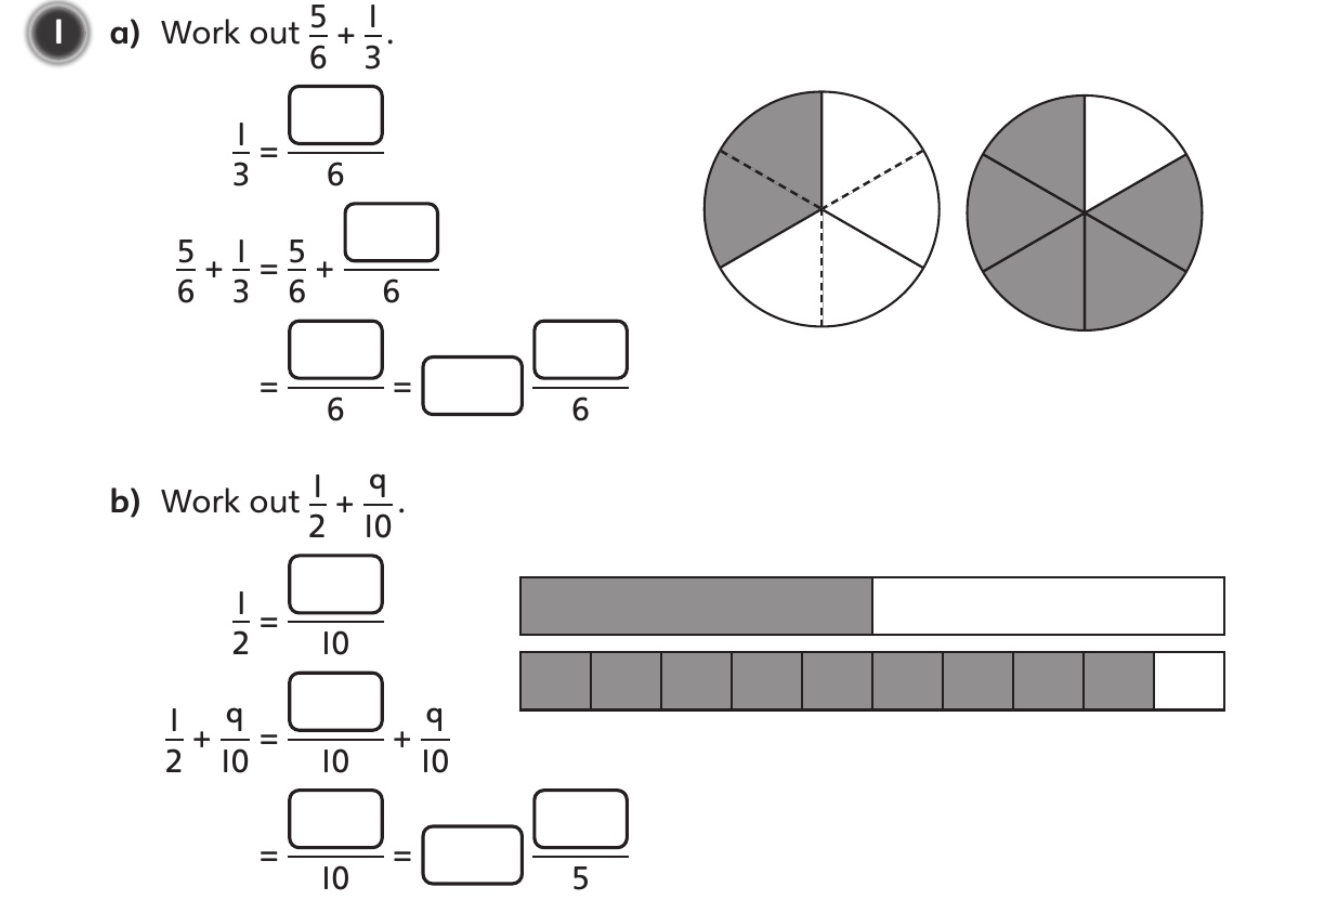 1 a) Work out 5/6 + 1/3.
1/3 = □/6
5/6 + 1/3 = 5/6 + □/6
= □/6 = □ □/6
b) Work out 1/2 + 9/10.
1/2 = □/10
1/2 + 9/10 = □/10 + 9/10
= □/10 = □ □/5